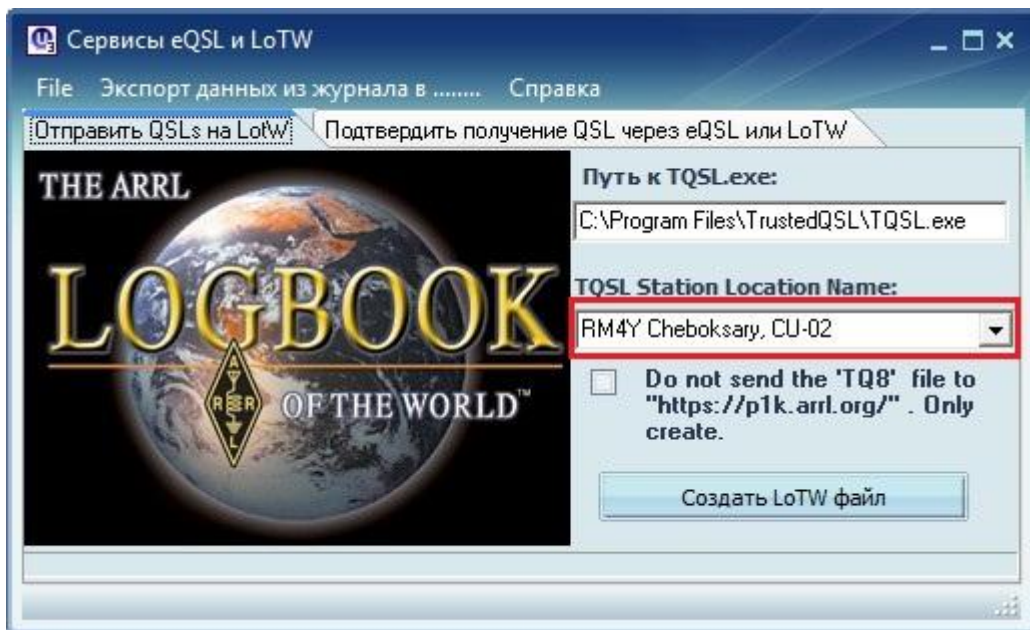 Сервисы eQSL и LoTW
File Экспорт данных из журнала в ........ Справка
Отправить QSLs на LotW Подтвердить получение QSL через eQSL или LoTW
THE ARRL
LOGBOOK
OF THE WORLD™
ARRL
Путь к TQSL.exe:
C:\Program Files\TrustedQSL\TQSL.exe
TQSL Station Location Name:
RM4Y Cheboksary, CU-02
Do not send the 'TQ8' file to
"https://p1k.arrl.org/" . Only
create.
Создать LoTW файл